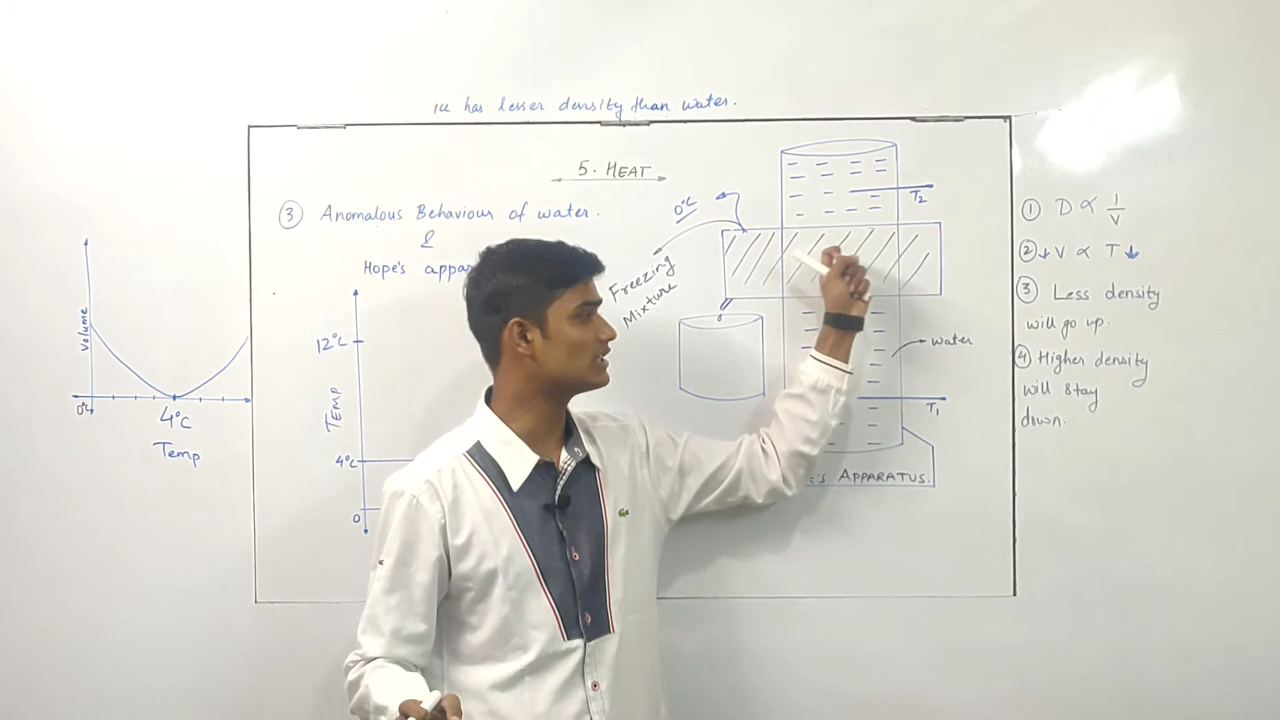 Ice has lesser density than water.
5. HEAT
③ Anomalous Behaviour of water.
&
Hope's appa
Volume
0°C
4°C
Temp
12°C
TEMP.
4°C
0
0°C
Freezing
Mixture
T₂
water
T₁
's APPARATUS.
① D ∝ 1/V
② ↓ V ∝ T ↓
③ Less density
will go up.
④ Higher density
will stay
down.